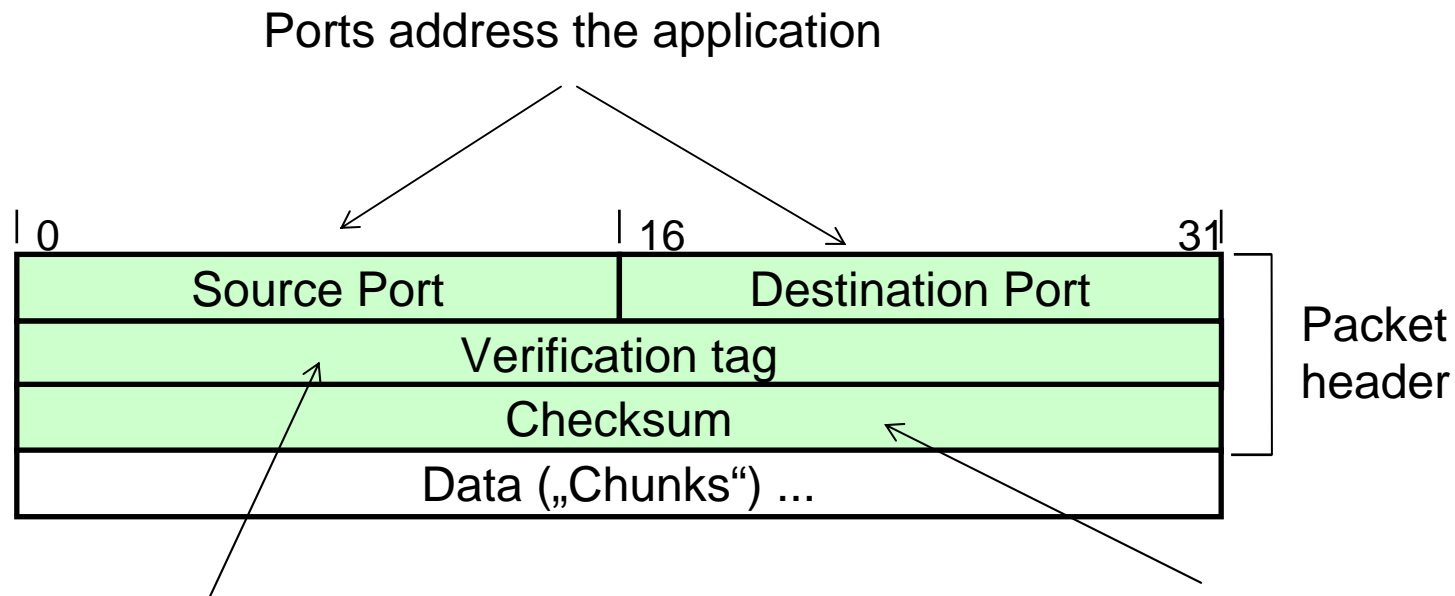 Ports address the application
0 16 31
Source Port Destination Port
Verification tag
Checksum
Data („Chunks“) ...
Packet
header